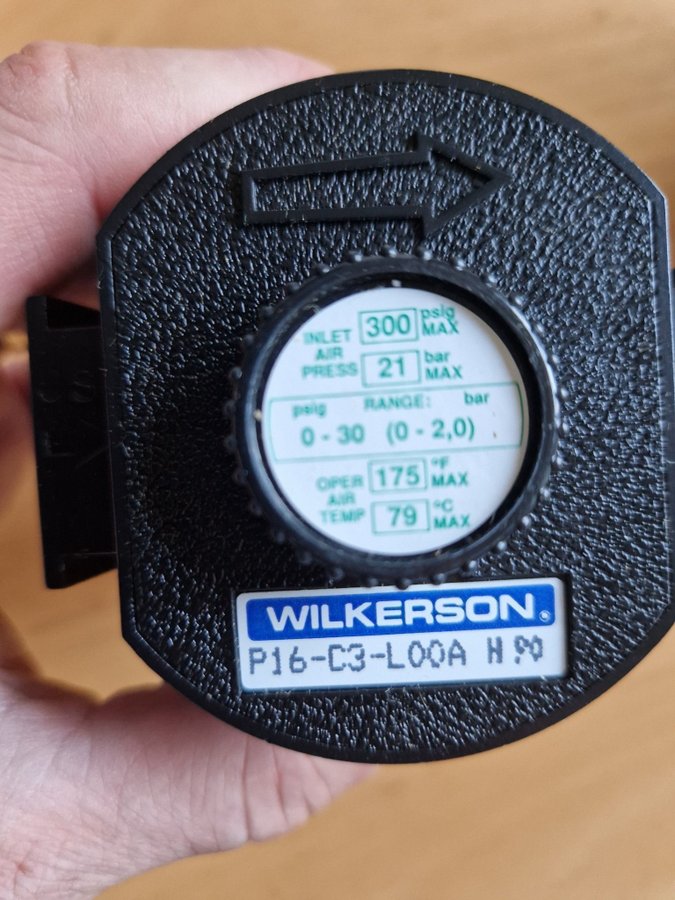 INLET AIR PRESS 300 psig MAX
21 bar MAX
psig RANGE: bar
0 - 30 (0 - 2,0)
OPER AIR TEMP 175 °F MAX
79 °C MAX
WILKERSON®
P16-C3-L00A H